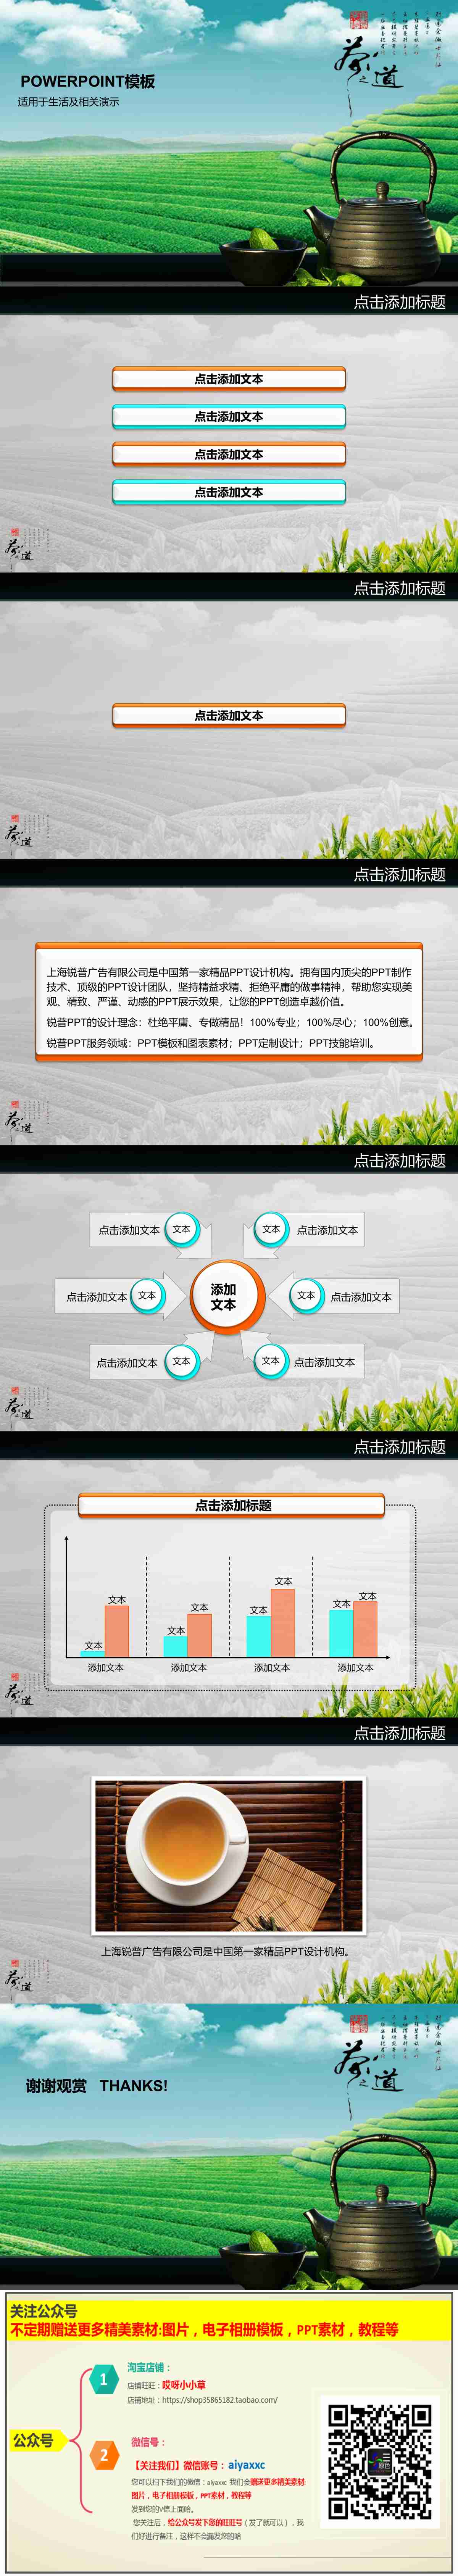 茶之道
POWERPOINT模板
适用于生活及相关演示
点击添加标题
点击添加文本
点击添加文本
点击添加文本
点击添加文本
茶之道
点击添加标题
点击添加文本
茶之道
点击添加标题
上海锐普广告有限公司是中国第一家精品PPT设计机构。拥有国内顶尖的PPT制作
技术、顶级的PPT设计团队，坚持精益求精、拒绝平庸的做事精神，帮助您实现美
观、精致、严谨、动感的PPT展示效果，让您的PPT创造卓越价值。
锐普PPT的设计理念：杜绝平庸、专做精品！100%专业；100%尽心；100%创意。
锐普PPT服务领域：PPT模板和图表素材；PPT定制设计；PPT技能培训。
茶之道
点击添加标题
点击添加文本 文本 文本 点击添加文本
点击添加文本 文本 添加文本 文本 点击添加文本
点击添加文本 文本 文本 点击添加文本
茶之道
点击添加标题
点击添加标题
文本 文本 文本 文本 文本 文本 文本 文本
添加文本 添加文本 添加文本 添加文本
茶之道
点击添加标题
上海锐普广告有限公司是中国第一家精品PPT设计机构。
茶之道
茶之道
谢谢观赏 THANKS!
关注公众号
不定期赠送更多精美素材:图片，电子相册模板，PPT素材，教程等
公众号
1
淘宝店铺：
店铺旺旺：哎呀小小草
店铺地址：https://shop35865182.taobao.com/
2
微信号：
【关注我们】微信账号：aiyaxxc
您可以扫下我们的微信：aiyaxxc 我们会赠送更多精美素材:
图片，电子相册模板，PPT素材，教程等
发到您的V信上面哈。
您关注后，给公众号发下您的旺旺号（发了就可以），我
们好进行备注，这样不会漏发您的哈